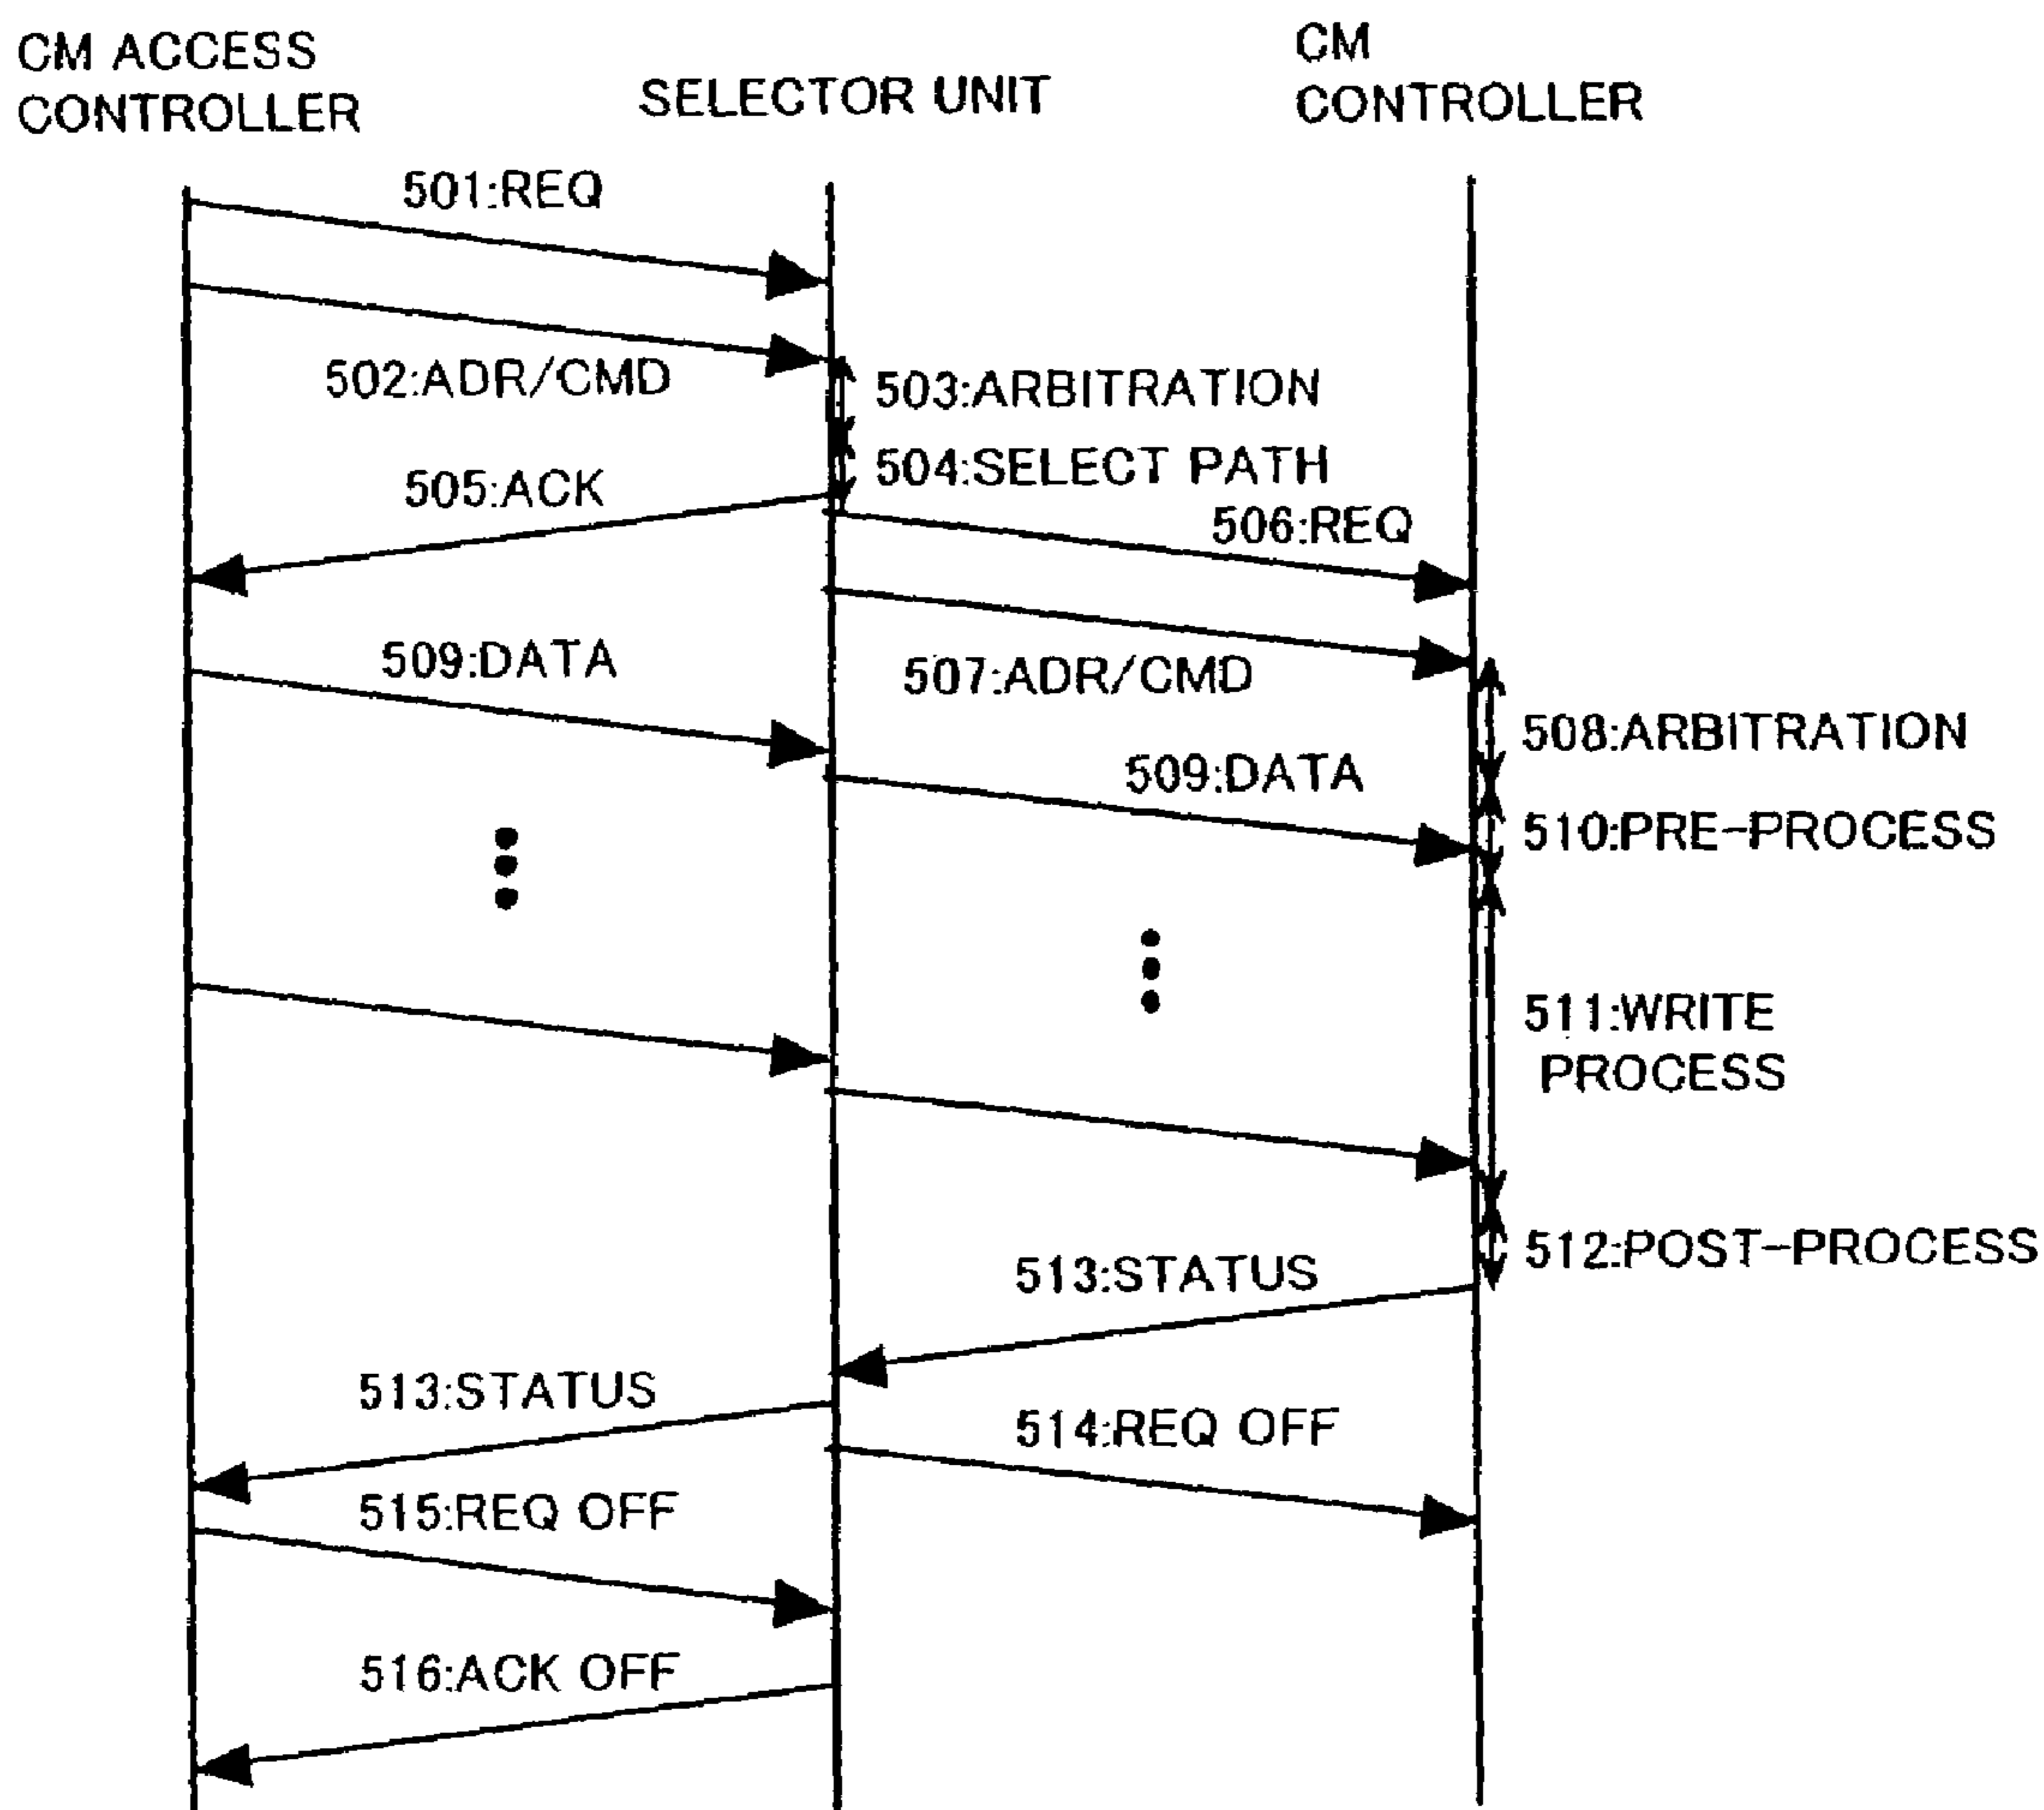 CM ACCESS
CONTROLLER
SELECTOR UNIT
CM
CONTROLLER
501:REQ
502:ADR/CMD
503:ARBITRATION
504:SELECT PATH
505:ACK
506:REQ
509:DATA
507:ADR/CMD
508:ARBITRATION
509:DATA
510:PRE-PROCESS
511:WRITE
PROCESS
512:POST-PROCESS
513:STATUS
513:STATUS
514:REQ OFF
515:REQ OFF
516:ACK OFF